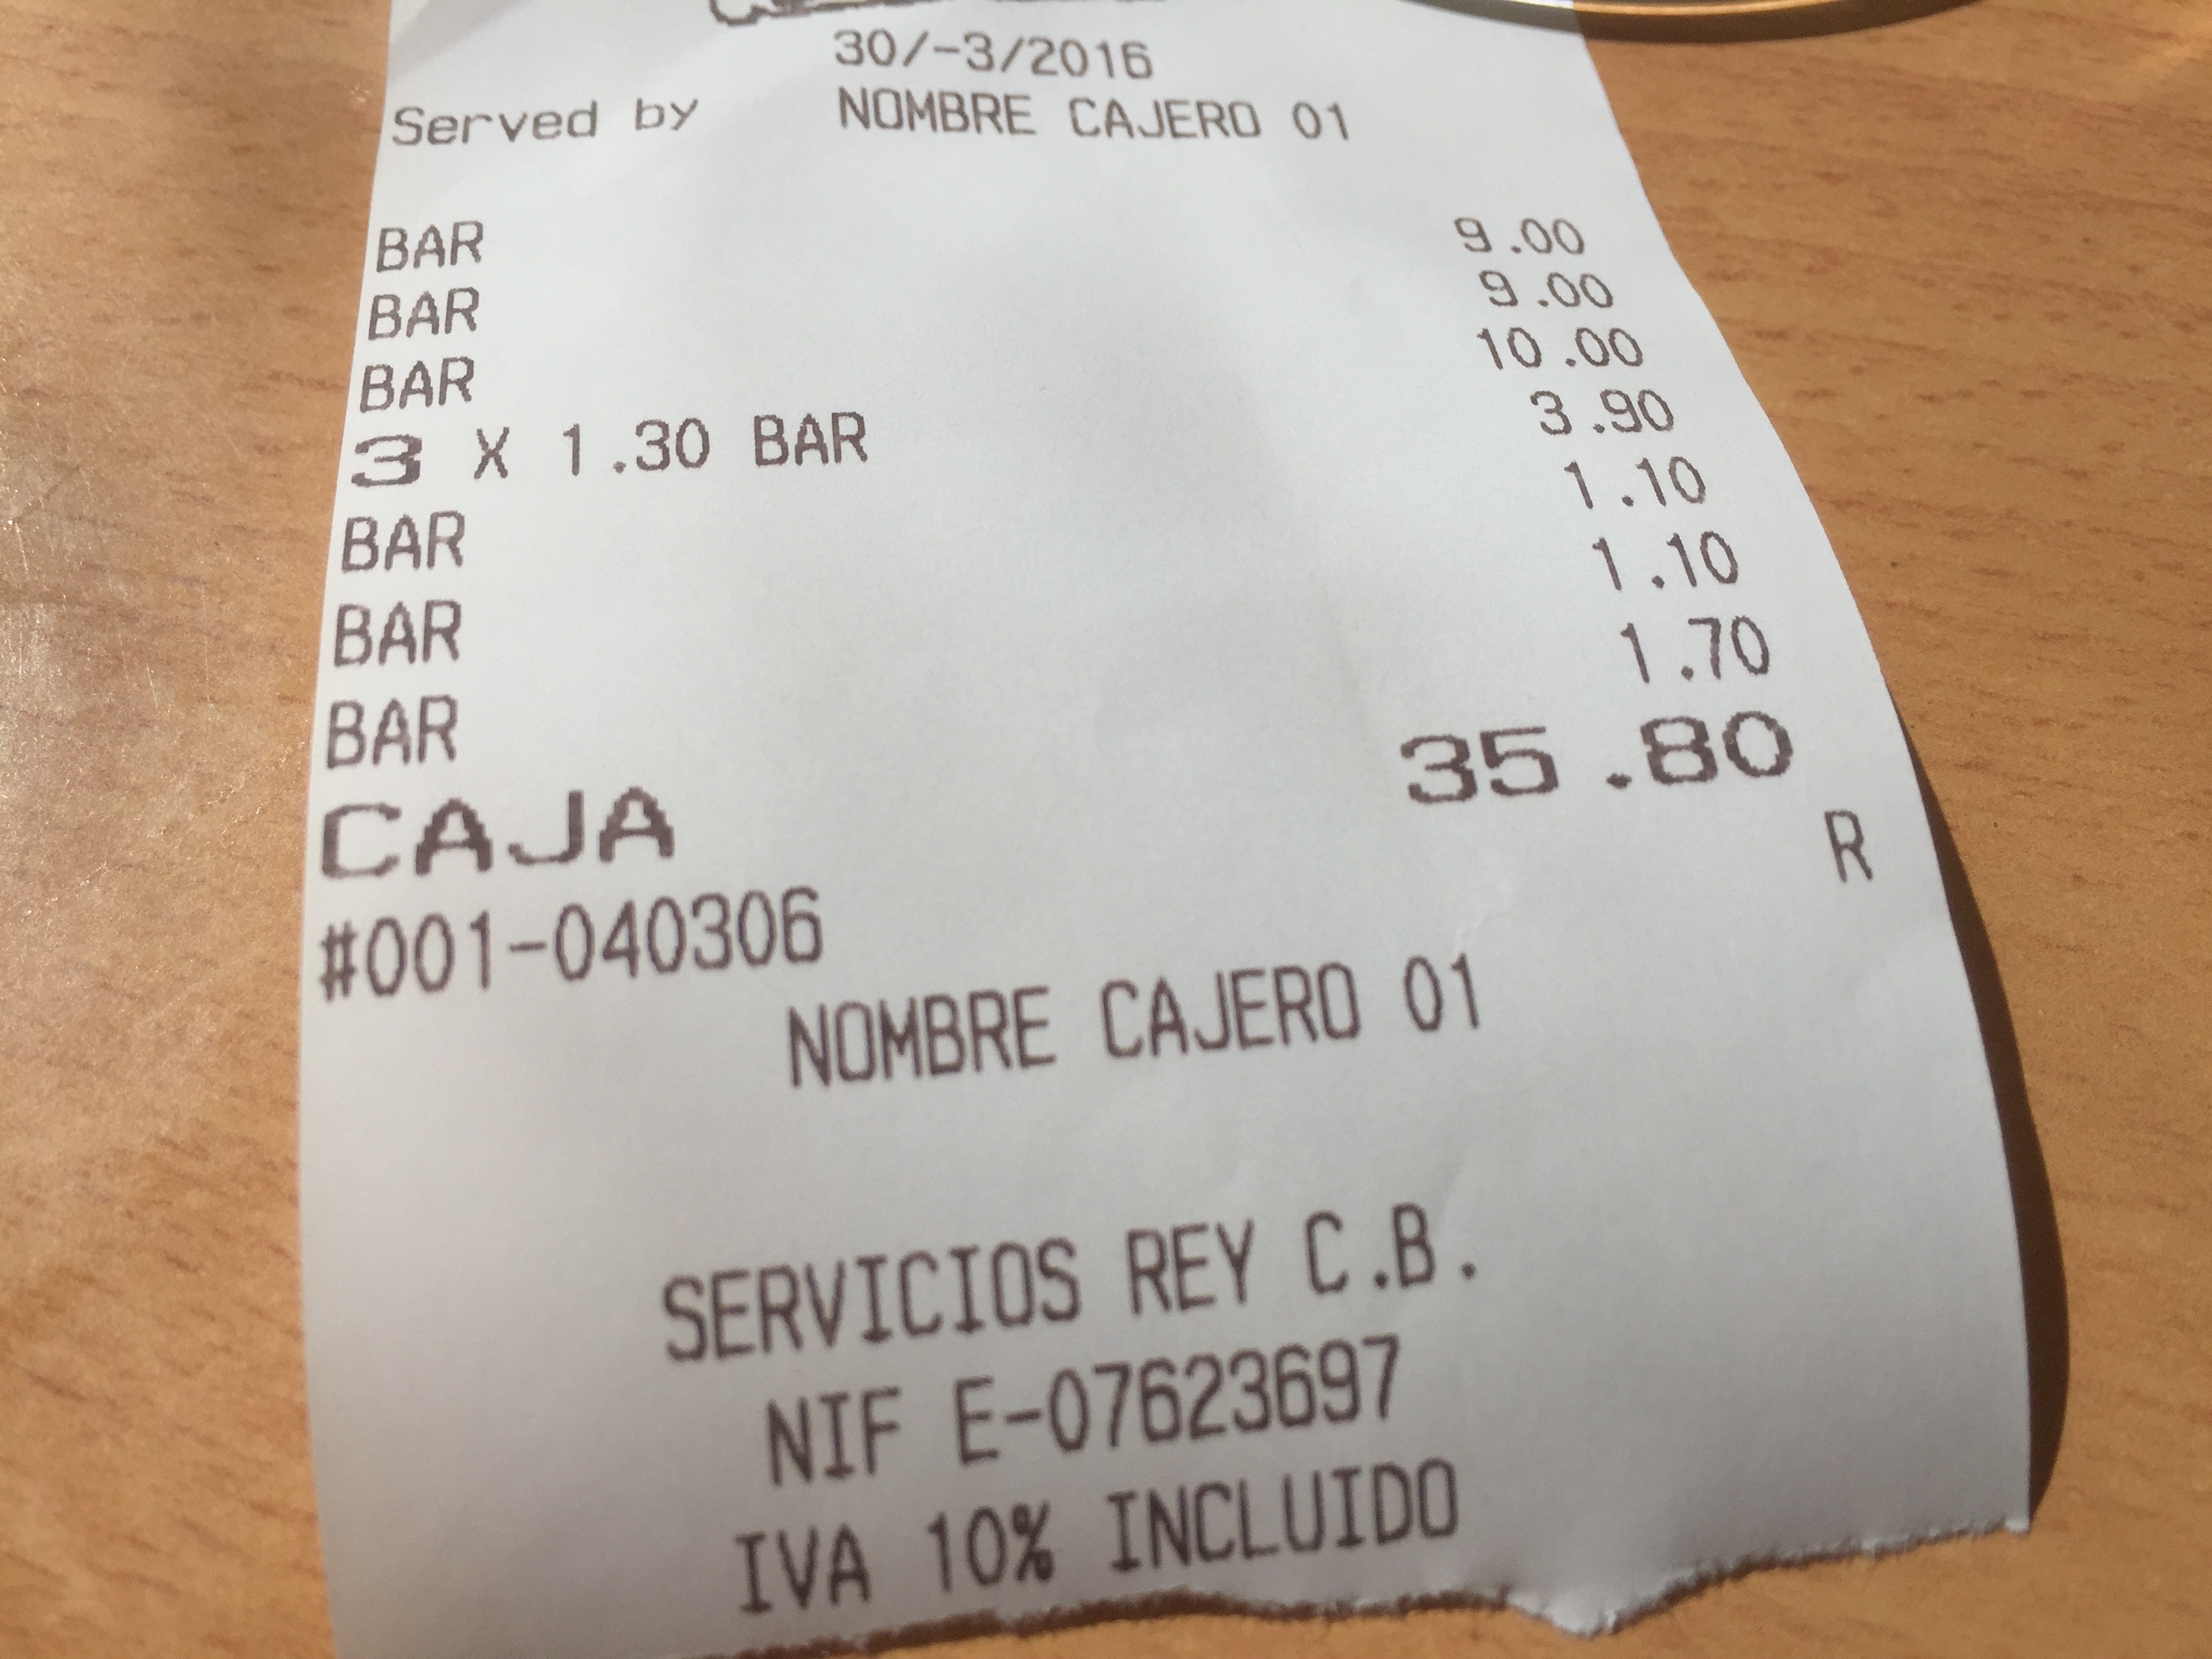 30/-3/2016
Served by NOMBRE CAJERO 01
BAR 9.00
BAR 9.00
BAR 10.00
3 X 1.30 BAR 3.90
BAR 1.10
BAR 1.10
BAR 1.70
CAJA 35.80
#001-040306 R
NOMBRE CAJERO 01
SERVICIOS REY C.B.
NIF E-07623697
IVA 10% INCLUIDO